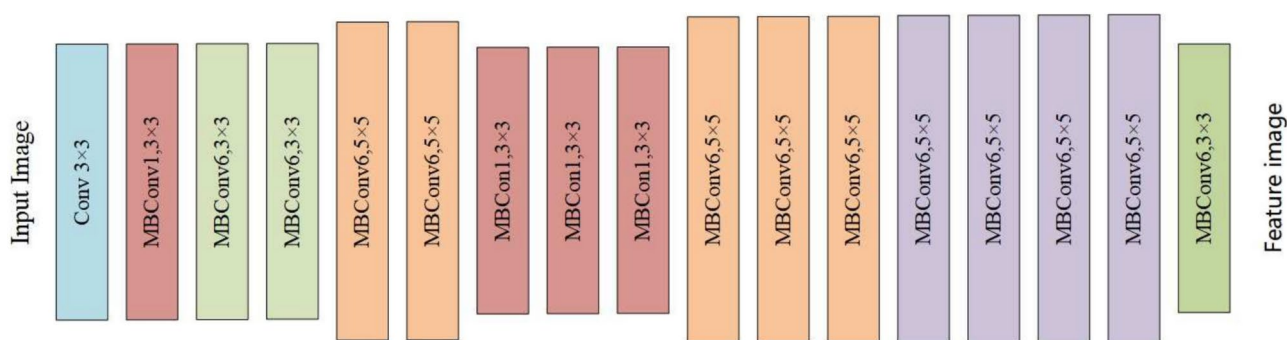 Input Image
Conv 3×3
MBConv1,3×3
MBConv6,3×3
MBConv6,3×3
MBConv6,5×5
MBConv6,5×5
MBCon1,3×3
MBCon1,3×3
MBCon1,3×3
MBConv6,5×5
MBConv6,5×5
MBConv6,5×5
MBConv6,5×5
MBConv6,5×5
MBConv6,5×5
MBConv6,5×5
MBConv6,3×3
Feature image